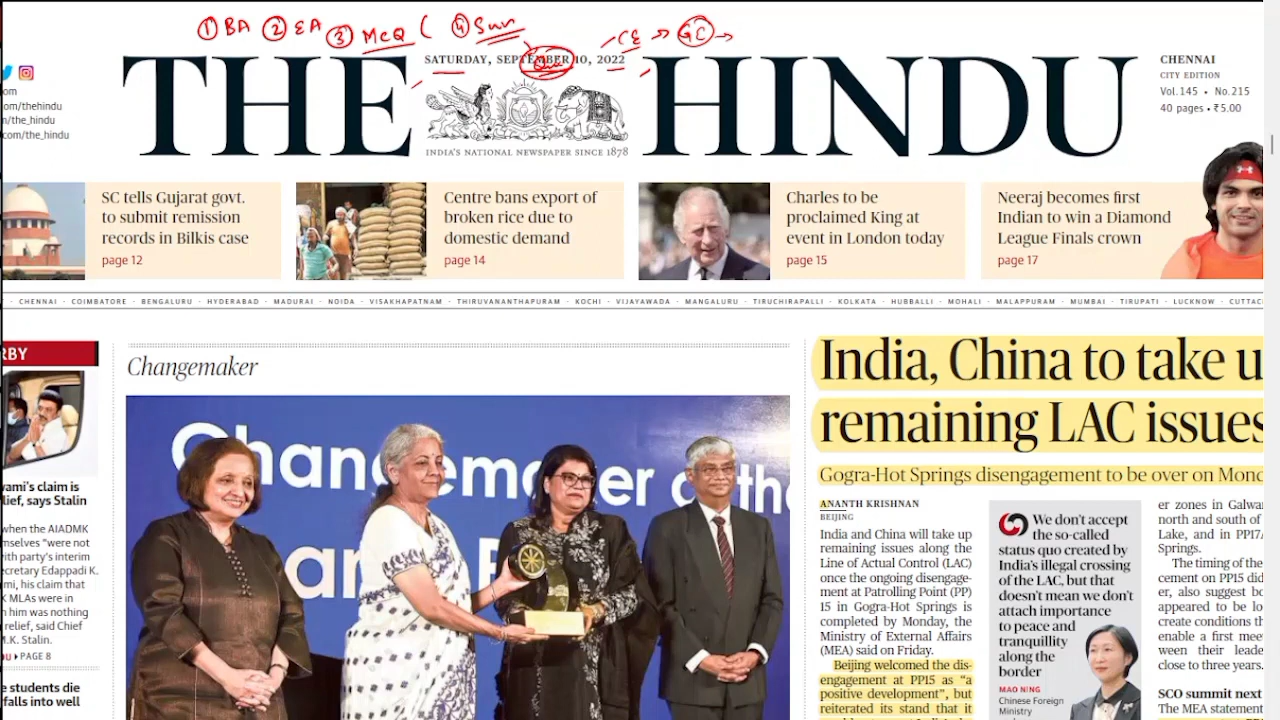 ① BA ② EA ③ MCQ ( ④ Sun
CE → GC →
SATURDAY, SEPTEMBER 10, 2022
THE HINDU
INDIA'S NATIONAL NEWSPAPER SINCE 1878
CHENNAI
CITY EDITION
Vol. 145 • No. 215
40 pages • ₹5.00
om
com/thehindu
n/the_hindu
com/the_hindu
SC tells Gujarat govt.
to submit remission
records in Bilkis case
page 12
Centre bans export of
broken rice due to
domestic demand
page 14
Charles to be
proclaimed King at
event in London today
page 15
Neeraj becomes first
Indian to win a Diamond
League Finals crown
page 17
CHENNAI · COIMBATORE · BENGALURU · HYDERABAD · MADURAI · NOIDA · VISAKHAPATNAM · THIRUVANANTHAPURAM · KOCHI · VIJAYAWADA · MANGALURU · TIRUCHIRAPALLI · KOLKATA · HUBBALLI · MOHALI · MALAPPURAM · MUMBAI · TIRUPATI · LUCKNOW · CUTTAC
RBY
wami's claim is
lief, says Stalin
when the AIADMK
mselves "were not
ith party's interim
ecretary Edappadi K.
mi, his claim that
K MLAs were in
h him was nothing
relief, said Chief
M.K. Stalin.
DU ▸ PAGE 8
e students die
falls into well
Changemaker
Changemaker of the
India, China to take u
remaining LAC issues
Gogra-Hot Springs disengagement to be over on Mond
ANANTH KRISHNAN
BEIJING
India and China will take up
remaining issues along the
Line of Actual Control (LAC)
once the ongoing disengage-
ment at Patrolling Point (PP)
15 in Gogra-Hot Springs is
completed by Monday, the
Ministry of External Affairs
(MEA) said on Friday.
Beijing welcomed the dis-
engagement at PP15 as "a
positive development", but
reiterated its stand that it
We don't accept
the so-called
status quo created by
India's illegal crossing
of the LAC, but that
doesn't mean we don't
attach importance
to peace and
tranquillity
along the
border
MAO NING
Chinese Foreign
Ministry
er zones in Galwa
north and south of
Lake, and in PP17A
Springs.
The timing of the
cement on PP15 did
er, also suggest bo
appeared to be lo
create conditions th
enable a first mee
ween their leade
close to three years.
SCO summit next
The MEA statement